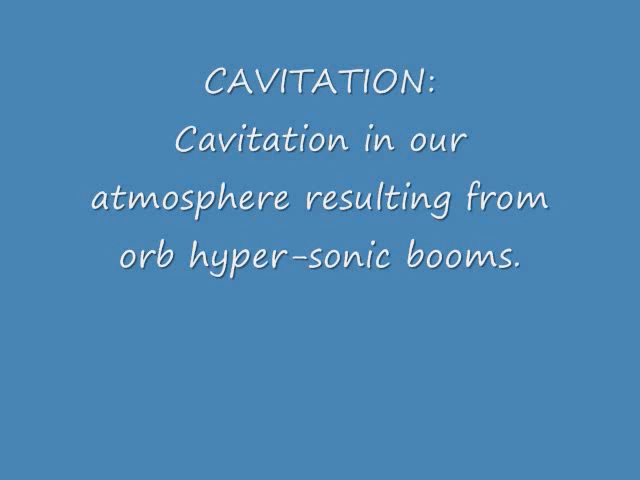 CAVITATION:
Cavitation in our
atmosphere resulting from
orb hyper-sonic booms.